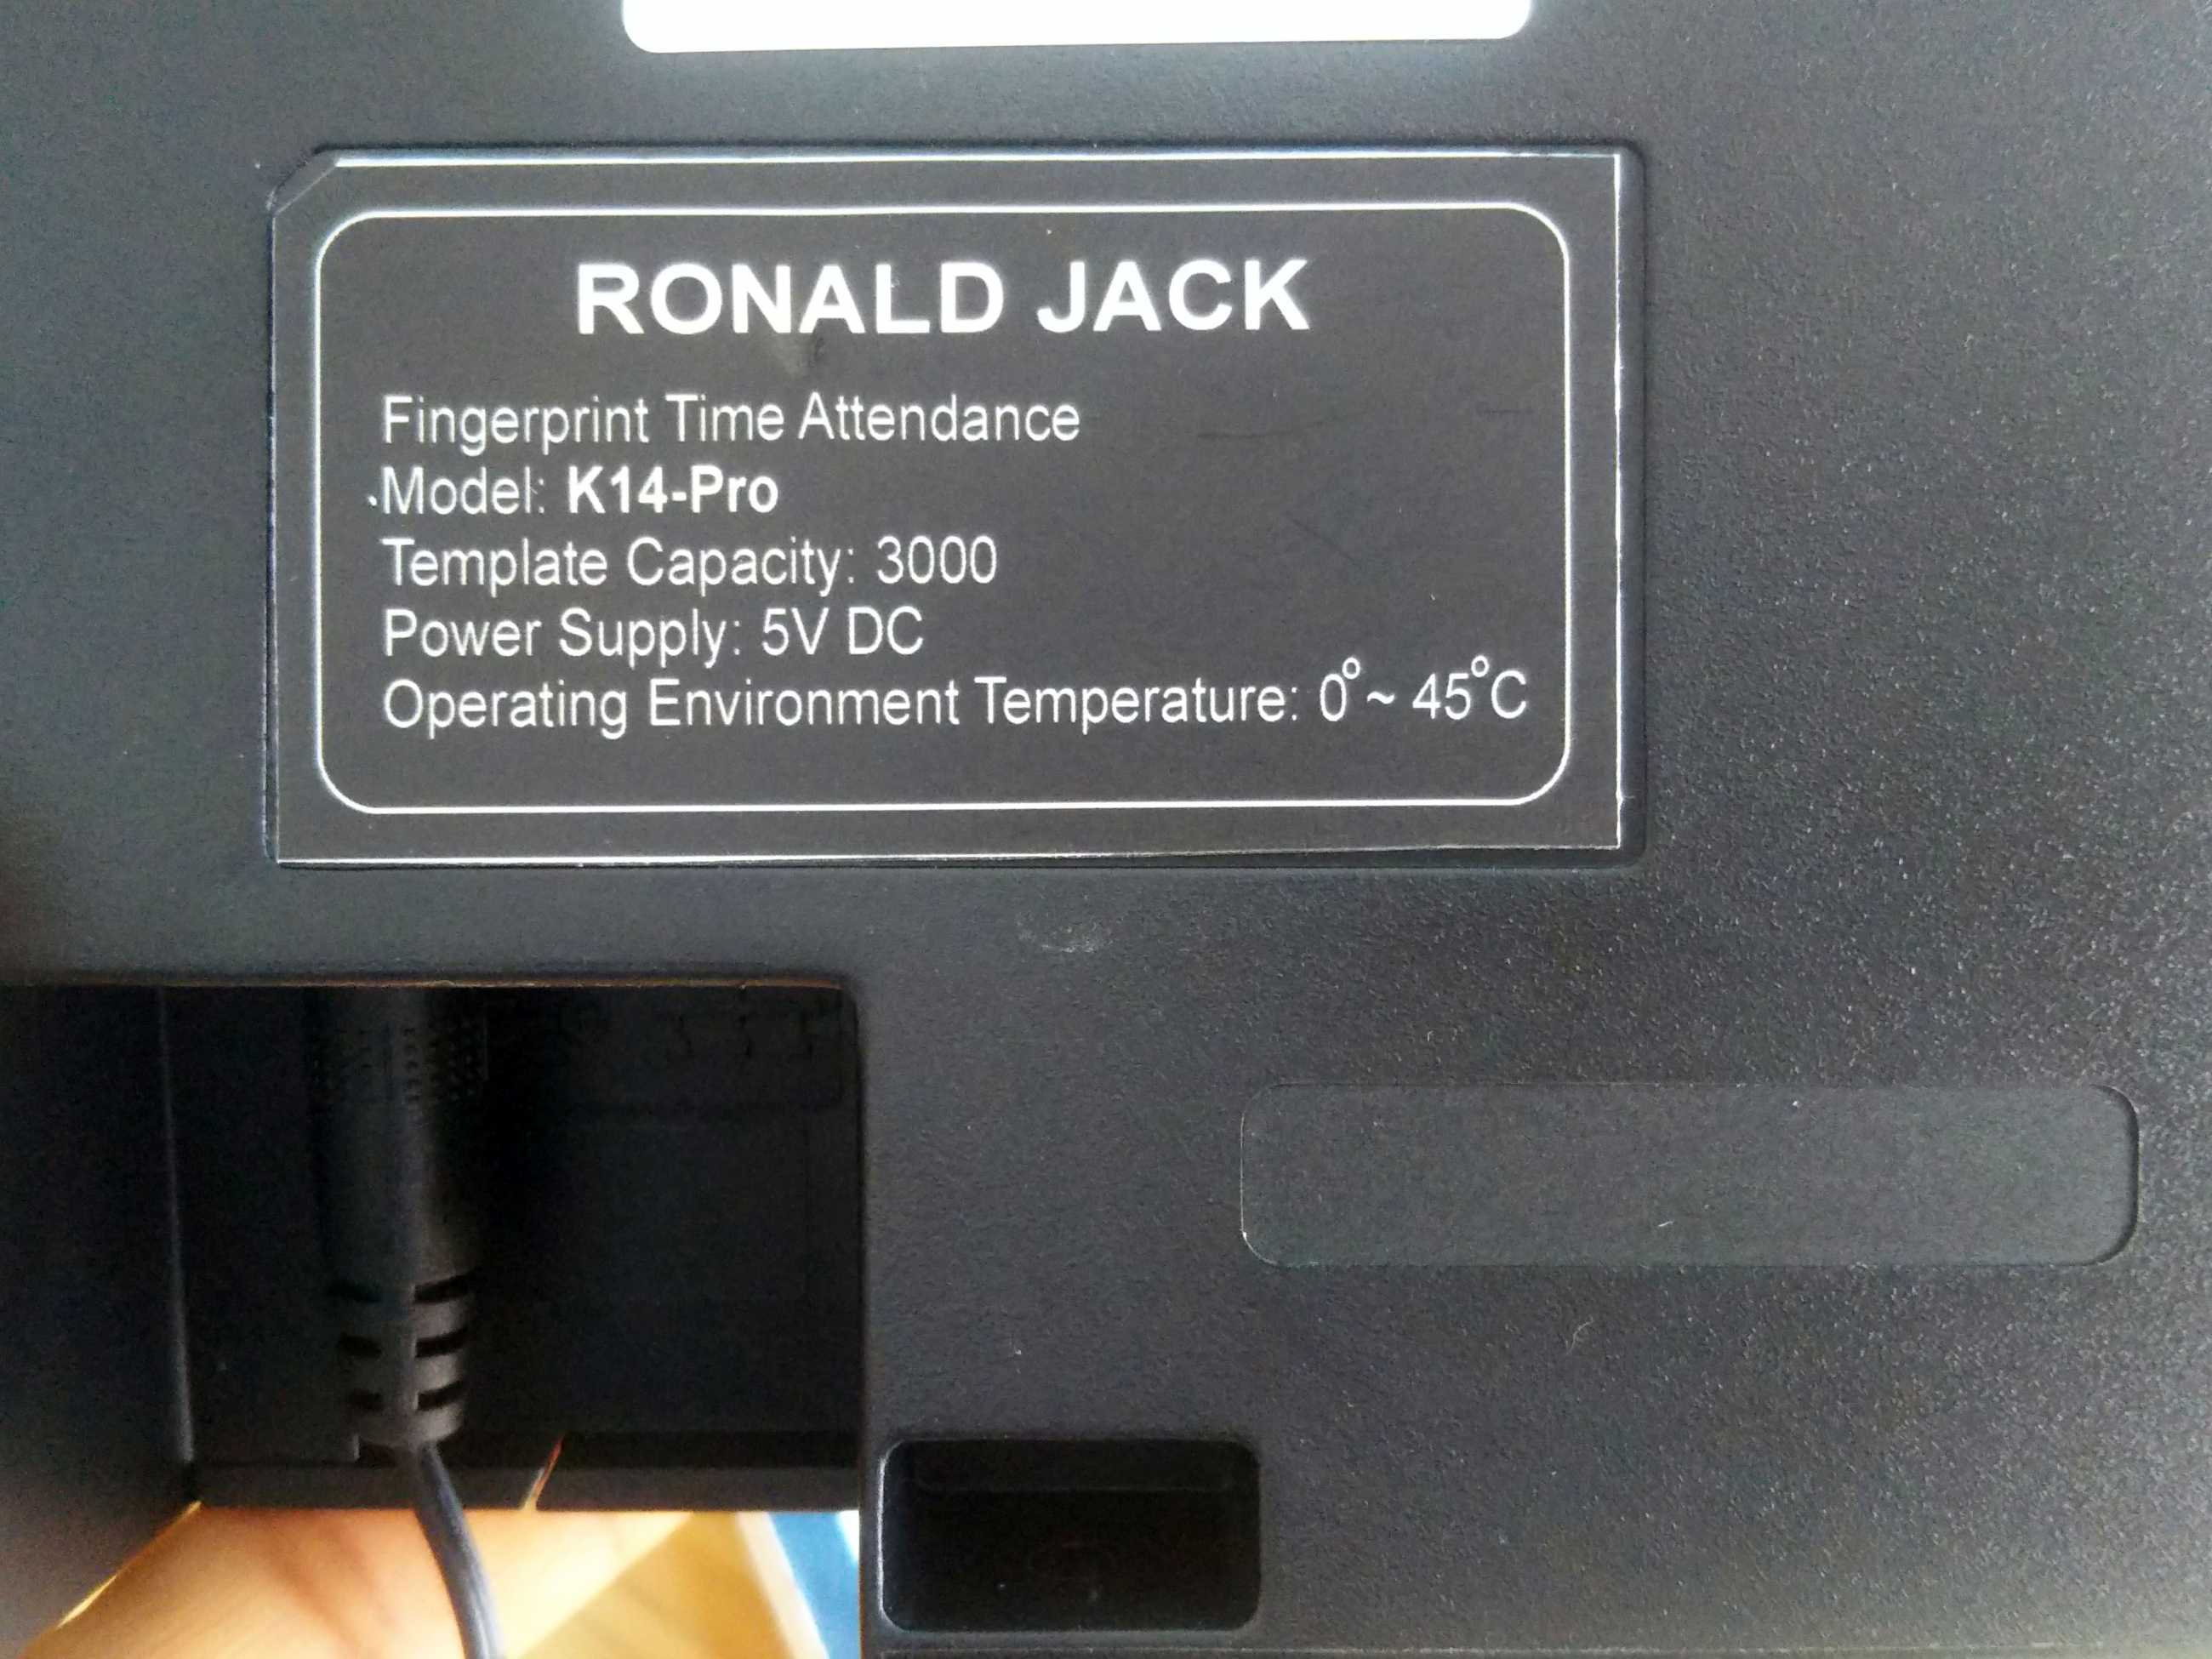 RONALD JACK
Fingerprint Time Attendance
Model: K14-Pro
Template Capacity: 3000
Power Supply: 5V DC
Operating Environment Temperature: 0°~ 45°C